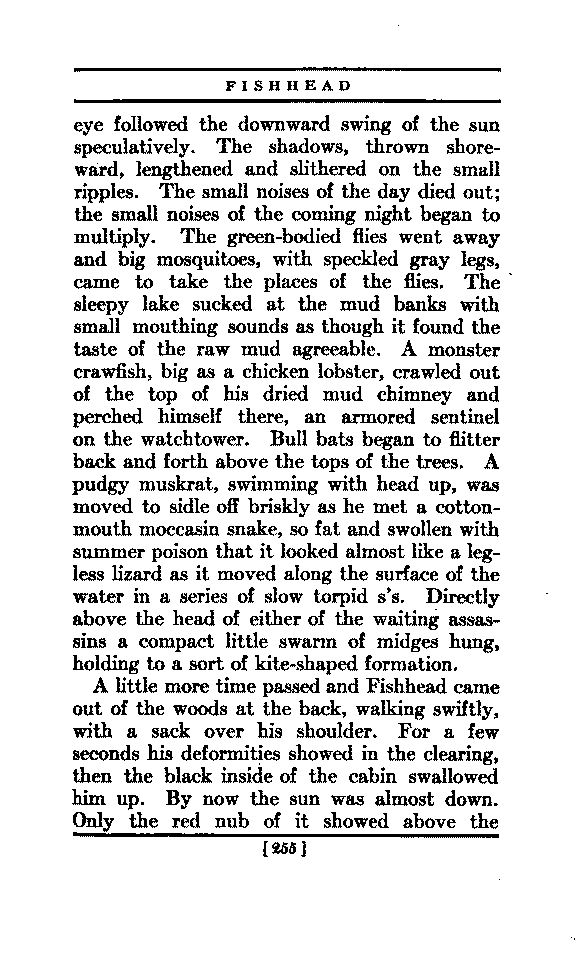 FISHHEAD
eye followed the downward swing of the sun
speculatively. The shadows, thrown shore-
ward, lengthened and slithered on the small
ripples. The small noises of the day died out;
the small noises of the coming night began to
multiply. The green-bodied flies went away
and big mosquitoes, with speckled gray legs,
came to take the places of the flies. The
sleepy lake sucked at the mud banks with
small mouthing sounds as though it found the
taste of the raw mud agreeable. A monster
crawfish, big as a chicken lobster, crawled out
of the top of his dried mud chimney and
perched himself there, an armored sentinel
on the watchtower. Bull bats began to flitter
back and forth above the tops of the trees. A
pudgy muskrat, swimming with head up, was
moved to sidle off briskly as he met a cotton-
mouth moccasin snake, so fat and swollen with
summer poison that it looked almost like a leg-
less lizard as it moved along the surface of the
water in a series of slow torpid s's. Directly
above the head of either of the waiting assas-
sins a compact little swarm of midges hung,
holding to a sort of kite-shaped formation.
A little more time passed and Fishhead came
out of the woods at the back, walking swiftly,
with a sack over his shoulder. For a few
seconds his deformities showed in the clearing,
then the black inside of the cabin swallowed
him up. By now the sun was almost down.
Only the red nub of it showed above the
[255]